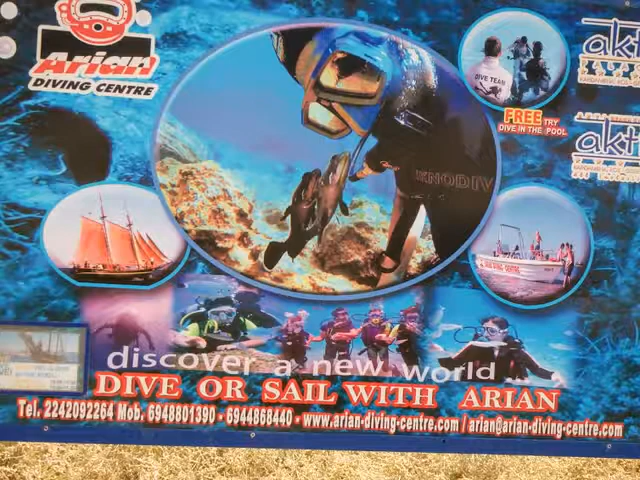 Arian
DIVING CENTRE
DIVE TEAM
FREE TRY
DIVE IN THE POOL
akti
akti
discover a new world
DIVE OR SAIL WITH ARIAN
Tel. 2242092264 Mob. 6948801390 - 6944868440 - www.arian-diving-centre.com / arian@arian-diving-centre.com